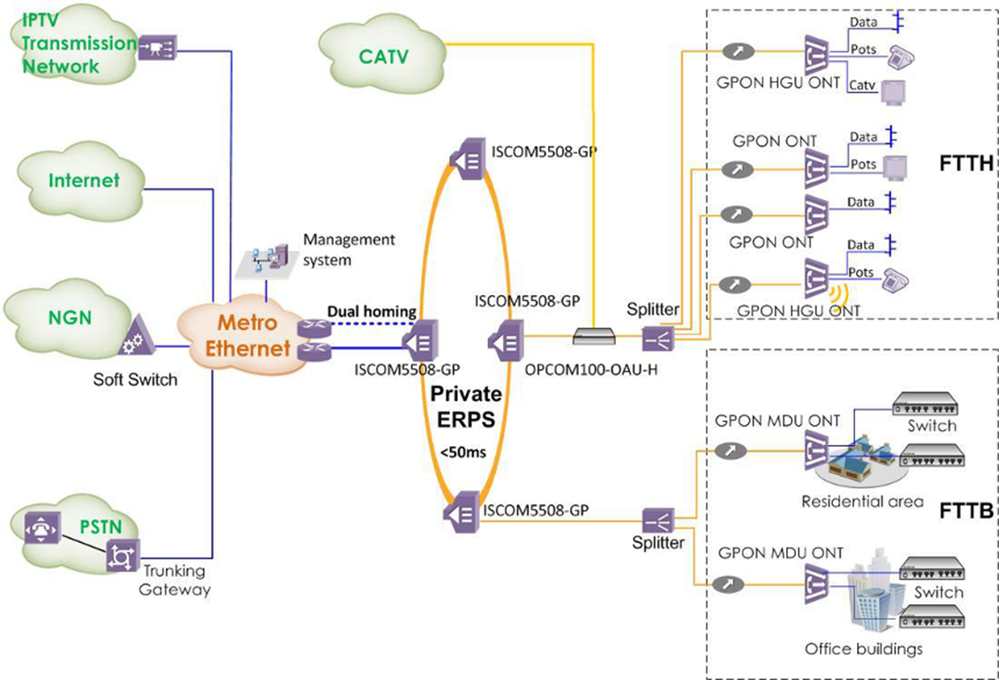 IPTV
Transmission
Network
CATV
Internet
NGN
Soft Switch
PSTN
Trunking
Gateway
Management
system
Metro
Ethernet
Dual homing
ISCOM5508-GP
ISCOM5508-GP
ISCOM5508-GP
Private
ERPS
<50ms
ISCOM5508-GP
OPCOM100-OAU-H
Splitter
Splitter
GPON HGU ONT
Data
Pots
Catv
GPON ONT
Data
Pots
FTTH
GPON ONT
Data
GPON HGU ONT
Data
Pots
GPON MDU ONT
Switch
Residential area
FTTB
GPON MDU ONT
Switch
Office buildings